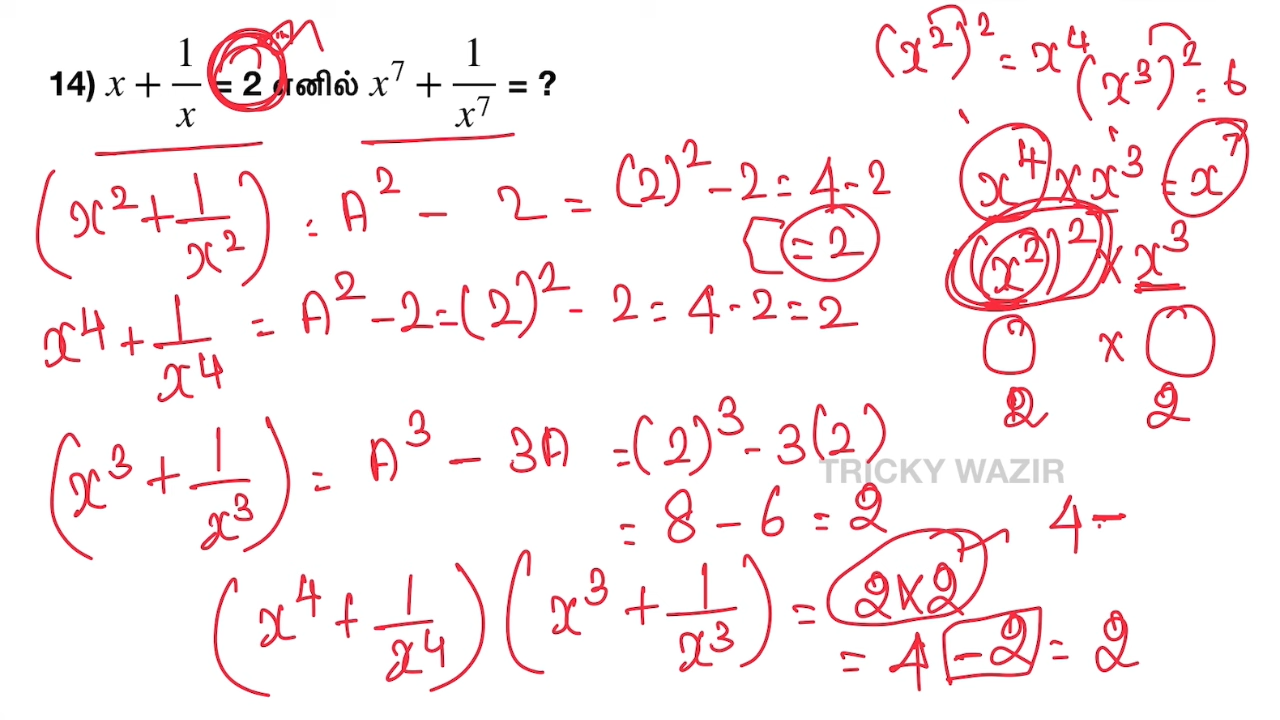 14) x + 1/x = 2 எனில் x⁷ + 1/x⁷ = ?
(x²)² = x⁴
(x³)² = 6
x⁴ × x³ = x⁷
(x² + 1/x²) = A² - 2 = (2)² - 2 = 4 - 2
= 2
(x²)² × x³
x⁴ + 1/x⁴ = A² - 2 = (2)² - 2 = 4 - 2 = 2
×
2 2
(x³ + 1/x³) = A³ - 3A = (2)³ - 3(2)
TRICKY WAZIR
= 8 - 6 = 2
4 -
(x⁴ + 1/x⁴) (x³ + 1/x³) = 2×2
= 4 - 2 = 2